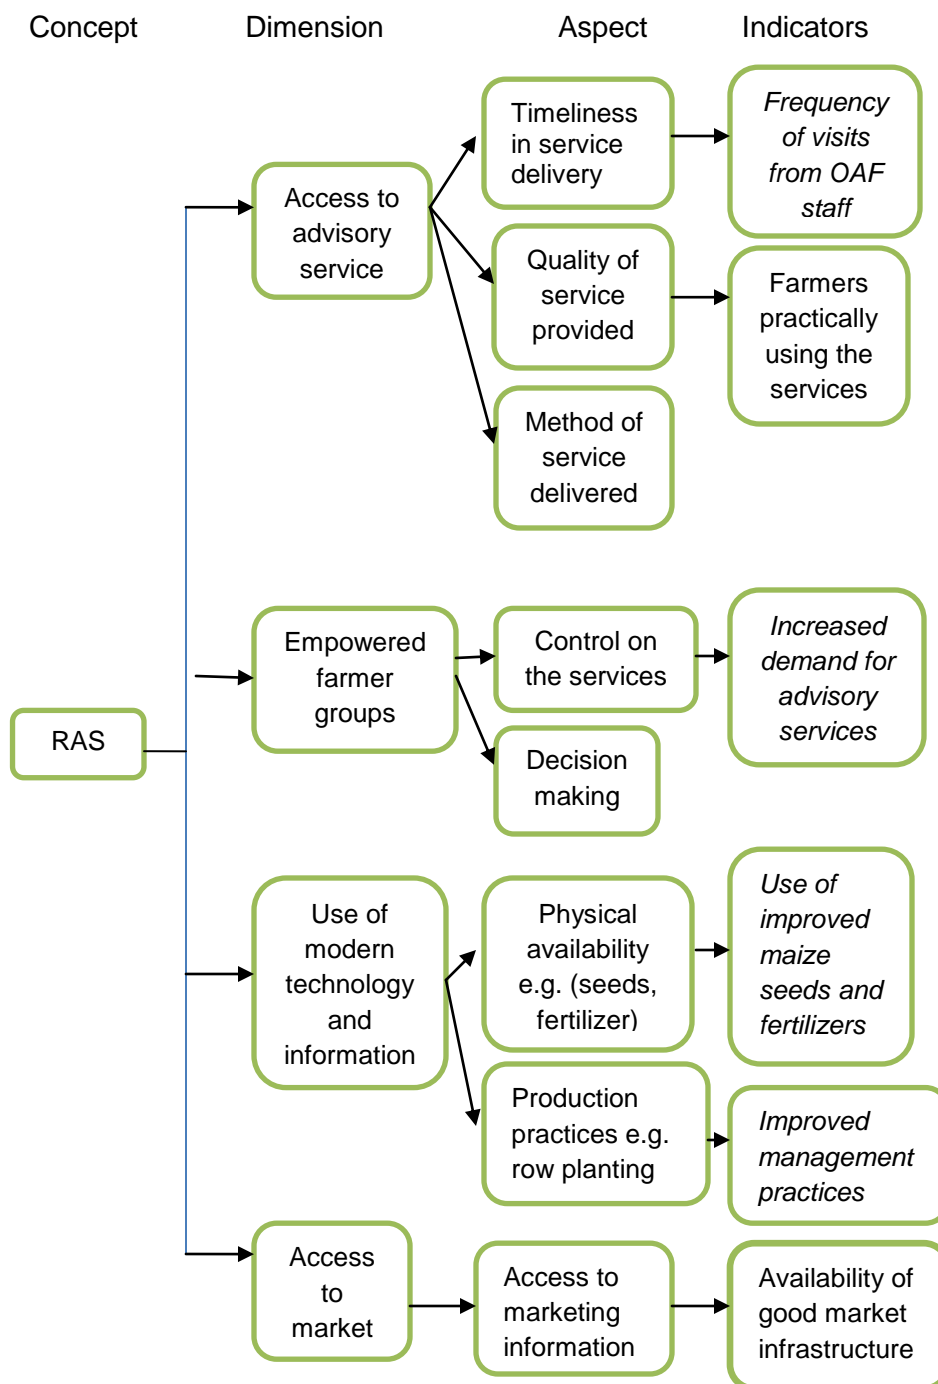 Concept Dimension Aspect Indicators
Timeliness
in service
delivery
Frequency
of visits
from OAF
staff
Access to
advisory
service
Quality of
service
provided
Farmers
practically
using the
services
Method of
service
delivered
Empowered
farmer
groups
Control on
the services
Increased
demand for
advisory
services
RAS
Decision
making
Use of
modern
technology
and
information
Physical
availability
e.g. (seeds,
fertilizer)
Use of
improved
maize
seeds and
fertilizers
Production
practices e.g.
row planting
Improved
management
practices
Access
to
market
Access to
marketing
information
Availability of
good market
infrastructure